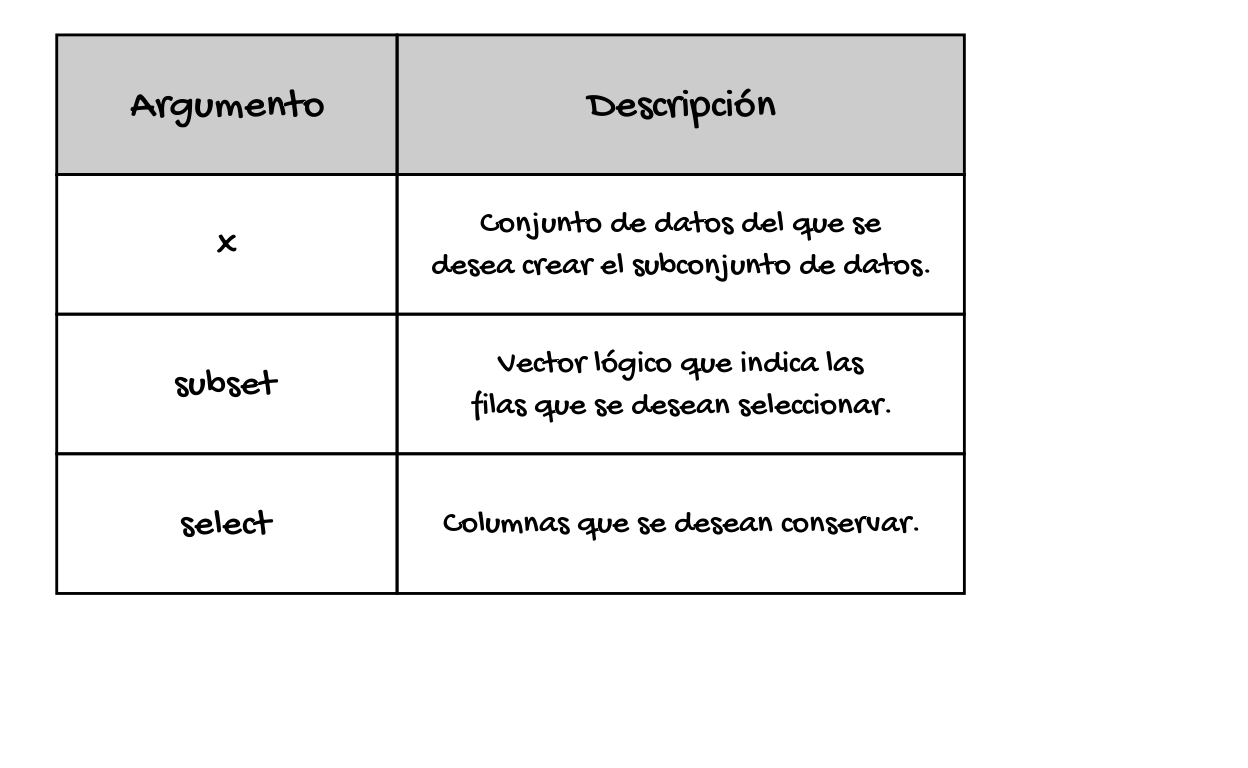 Argumento
Descripción
x
Conjunto de datos del que se
desea crear el subconjunto de datos.
subset
Vector lógico que indica las
filas que se desean seleccionar.
select
Columnas que se desean conservar.